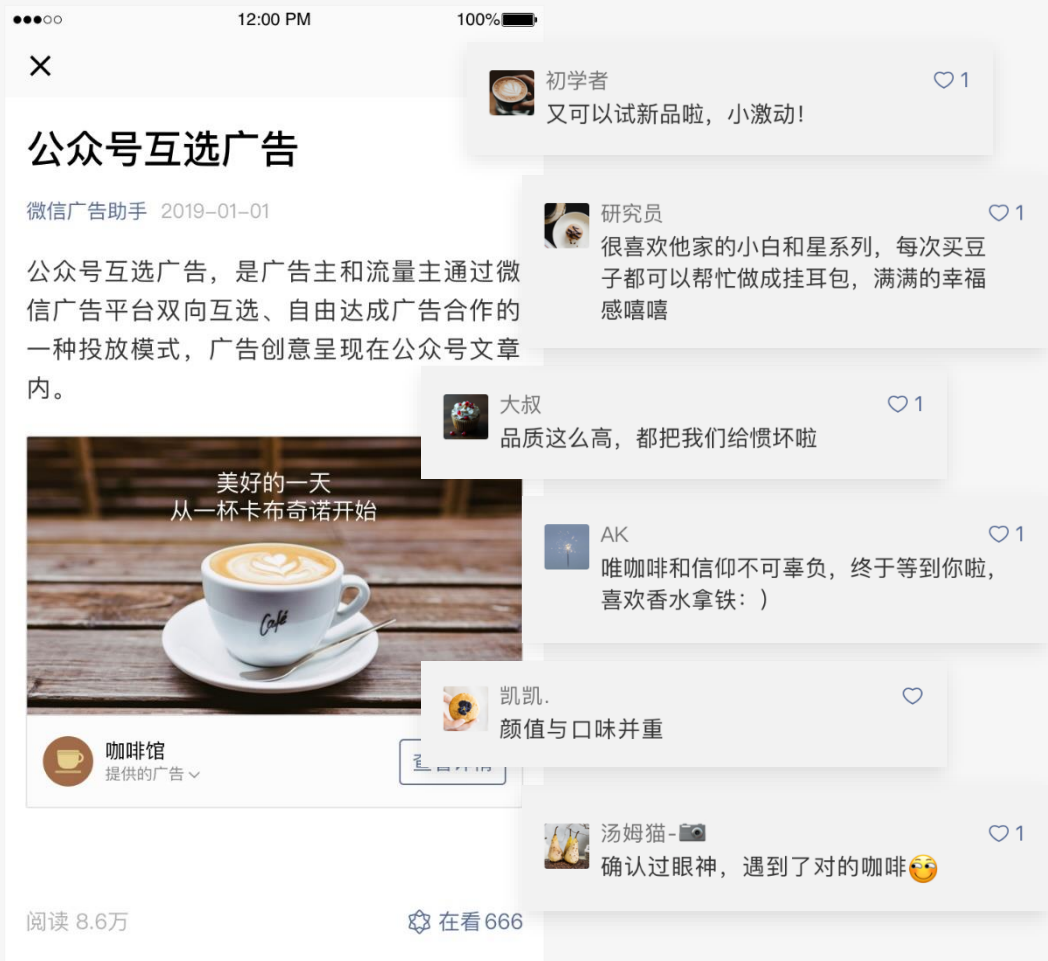 12:00 PM
100%
公众号互选广告
微信广告助手 2019-01-01
公众号互选广告，是广告主和流量主通过微
信广告平台双向互选、自由达成广告合作的
一种投放模式，广告创意呈现在公众号文章
内。
美好的一天
从一杯卡布奇诺开始
Café
咖啡馆
提供的广告
阅读 8.6万
在看 666
初学者
1
又可以试新品啦，小激动！
研究员
1
很喜欢他家的小白和星系列，每次买豆
子都可以帮忙做成挂耳包，满满的幸福
感嘻嘻
大叔
1
品质这么高，都把我们给惯坏啦
AK
1
唯咖啡和信仰不可辜负，终于等到你啦，
喜欢香水拿铁：）
凯凯.
颜值与口味并重
汤姆猫-📷
1
确认过眼神，遇到了对的咖啡